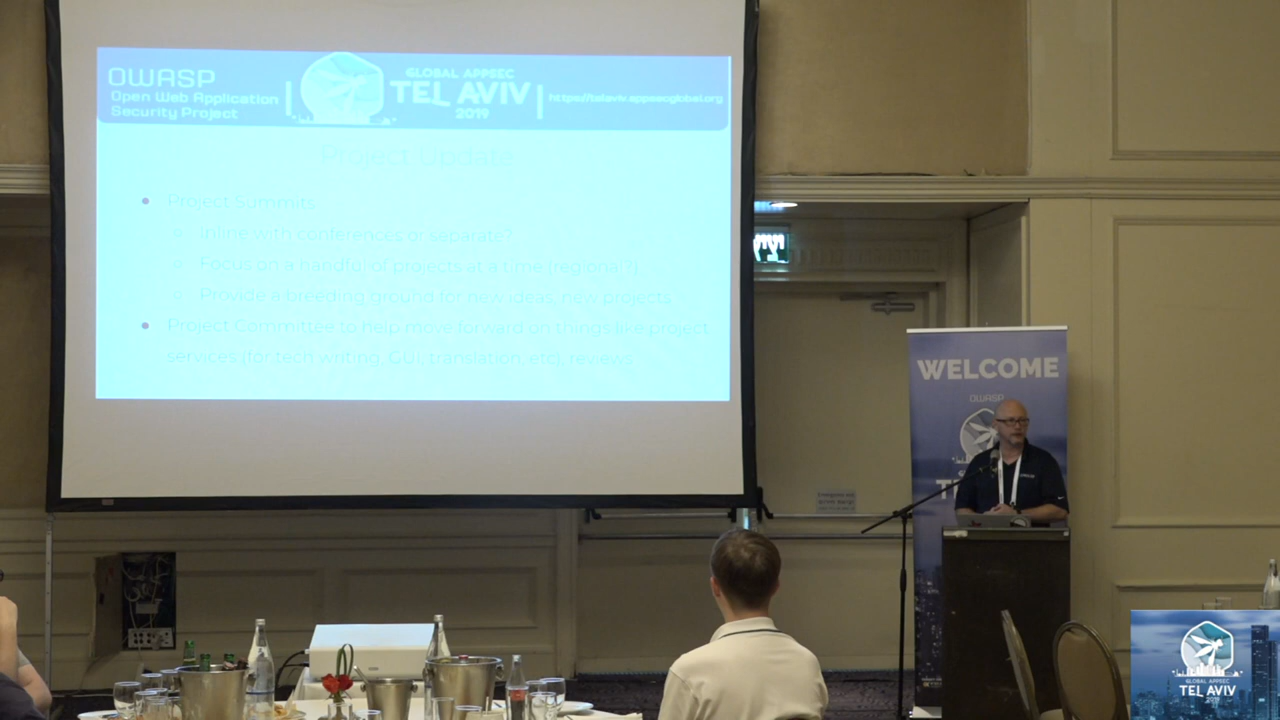 OWASP
Open Web Application
Security Project
GLOBAL APPSEC
TEL AVIV
2019
https://telaviv.appsecglobal.org
Project Update
Project Summits
Inline with conferences or separate?
Focus on a handful of projects at a time (regional?)
Provide a breeding ground for new ideas, new projects
Project Committee to help move forward on things like project
services (for tech writing, GUI, translation, etc), reviews
WELCOME
OWASP
GLOBAL APPSEC
TEL AVIV
2019